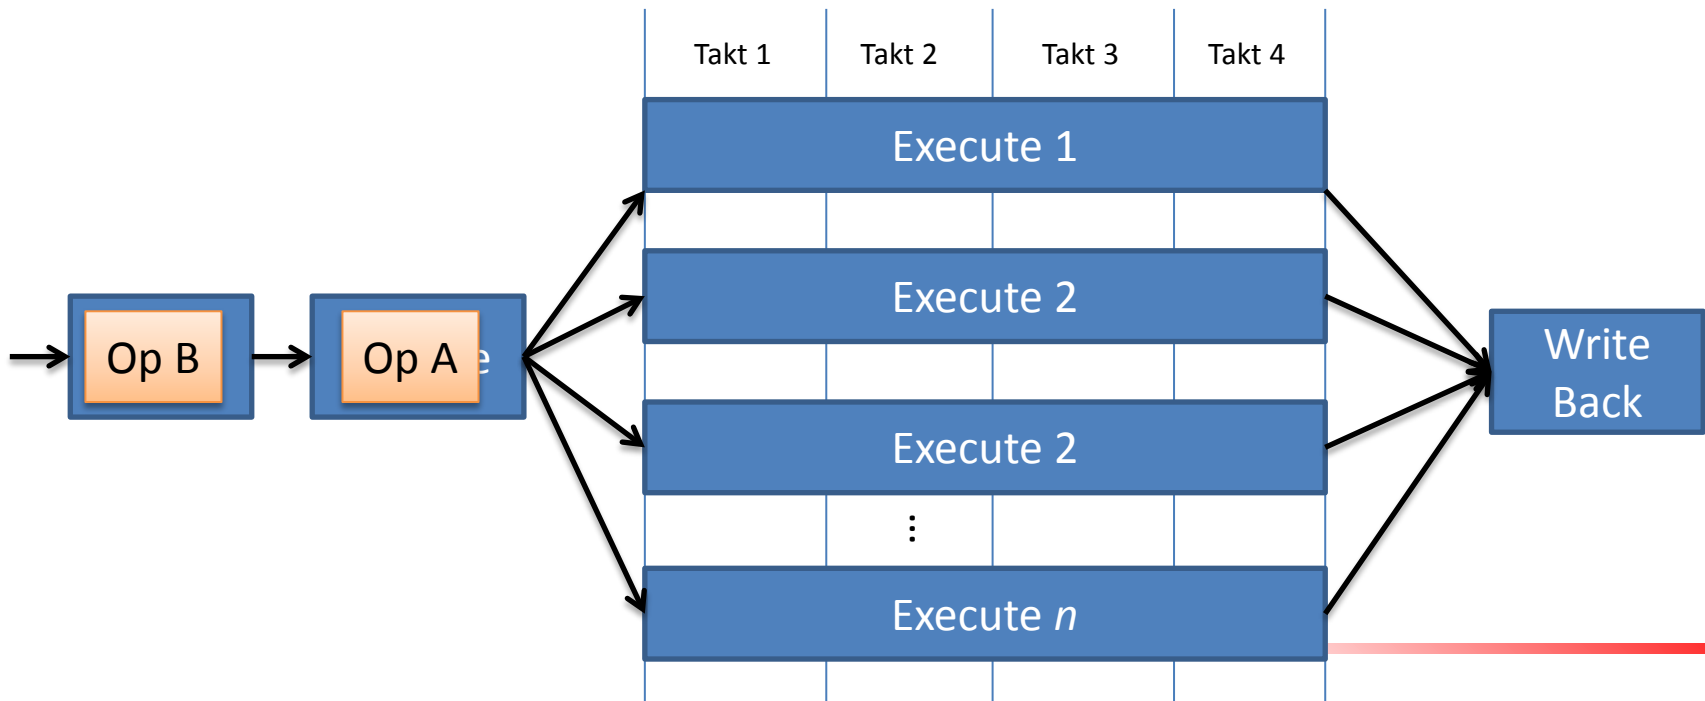 Takt 1 Takt 2 Takt 3 Takt 4
Execute 1
Execute 2
Op B Op A e
Write
Back
Execute 2
...
Execute n